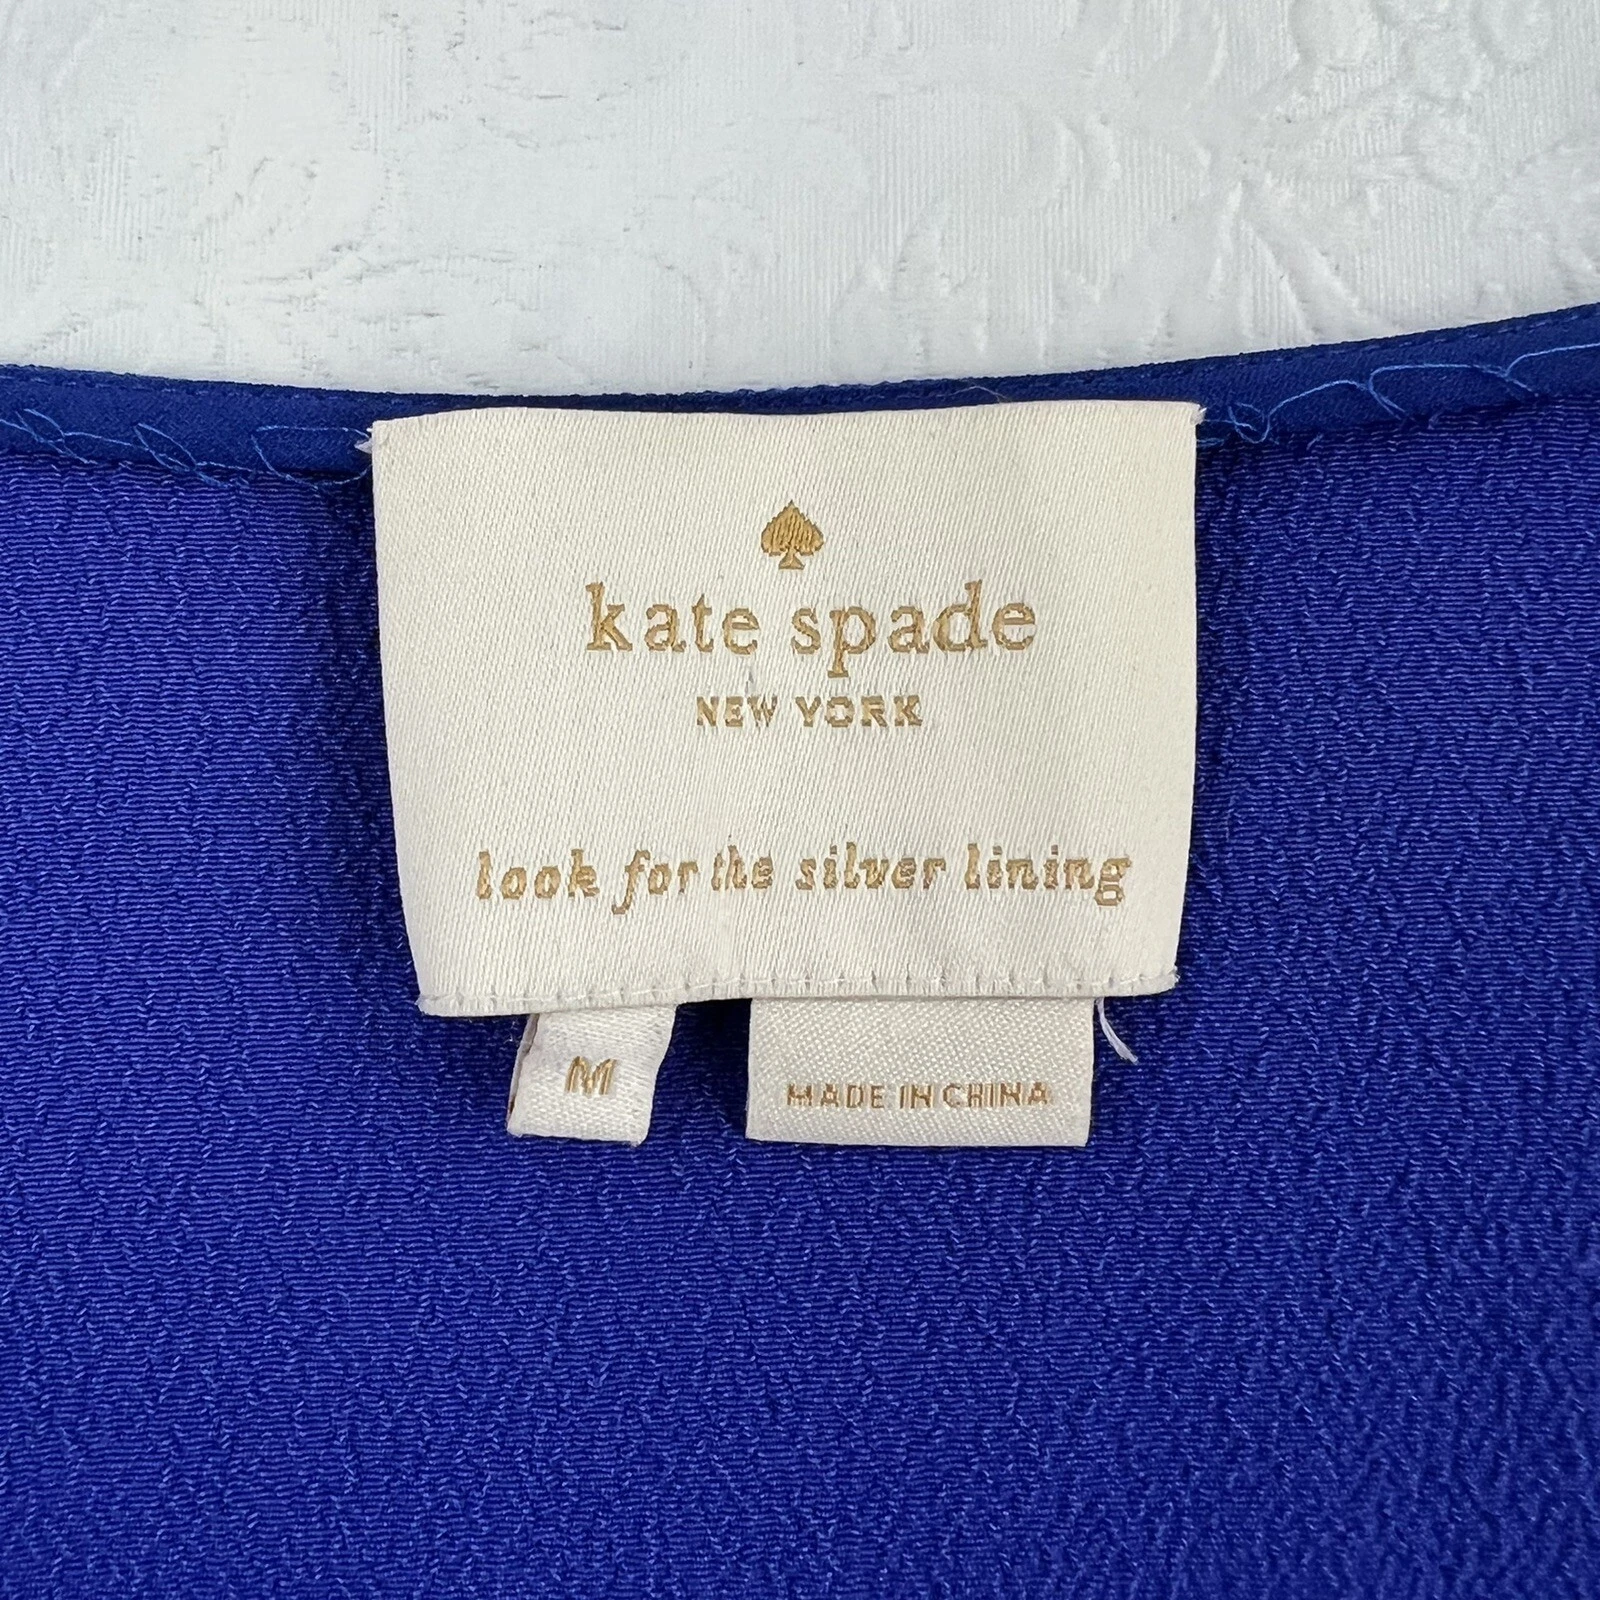 kate spade
NEW YORK
look for the silver lining
M
MADE IN CHINA